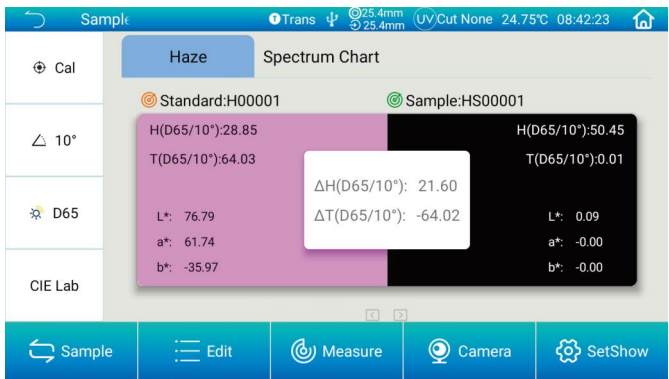 Sample
Trans
25.4mm
25.4mm
UV Cut None
24.75℃
08:42:23
Cal
10°
D65
CIE Lab
Haze
Spectrum Chart
Standard:H00001
Sample:HS00001
H(D65/10°):28.85
T(D65/10°):64.03
L*: 76.79
a*: 61.74
b*: -35.97
ΔH(D65/10°): 21.60
ΔT(D65/10°): -64.02
H(D65/10°):50.45
T(D65/10°):0.01
L*: 0.09
a*: -0.00
b*: -0.00
Sample
Edit
Measure
Camera
SetShow